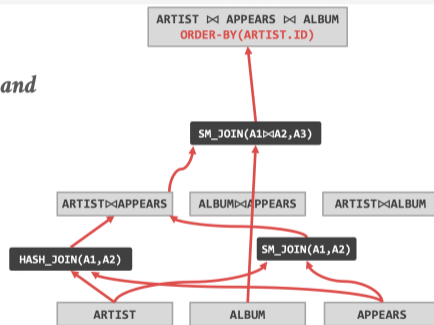 ARTIST ⋈ APPEARS ⋈ ALBUM
ORDER-BY(ARTIST.ID)
and
SM_JOIN(A1⋈A2,A3)
ARTIST⋈APPEARS
ALBUM⋈APPEARS
ARTIST⋈ALBUM
HASH_JOIN(A1,A2)
SM_JOIN(A1,A2)
ARTIST
ALBUM
APPEARS